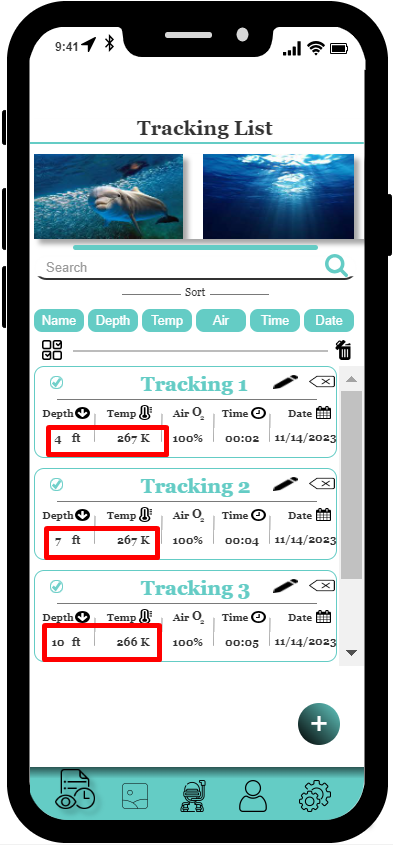 9:41
Tracking List
Search
Sort
Name Depth Temp Air Time Date
Tracking 1
Depth Temp Air O₂ Time Date
4 ft 267 K 100% 00:02 11/14/2023
Tracking 2
Depth Temp Air O₂ Time Date
7 ft 267 K 100% 00:04 11/14/2023
Tracking 3
Depth Temp Air O₂ Time Date
10 ft 266 K 100% 00:05 11/14/2023
+